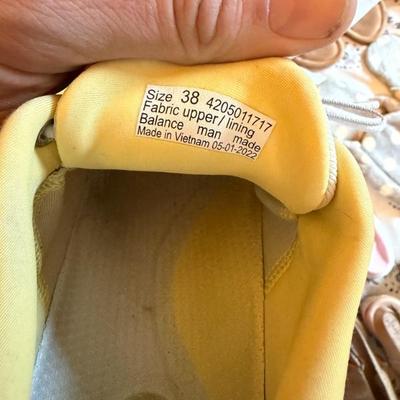 Size 38 4205011717
Fabric upper/lining
Balance man made
Made in Vietnam 05-01-2022